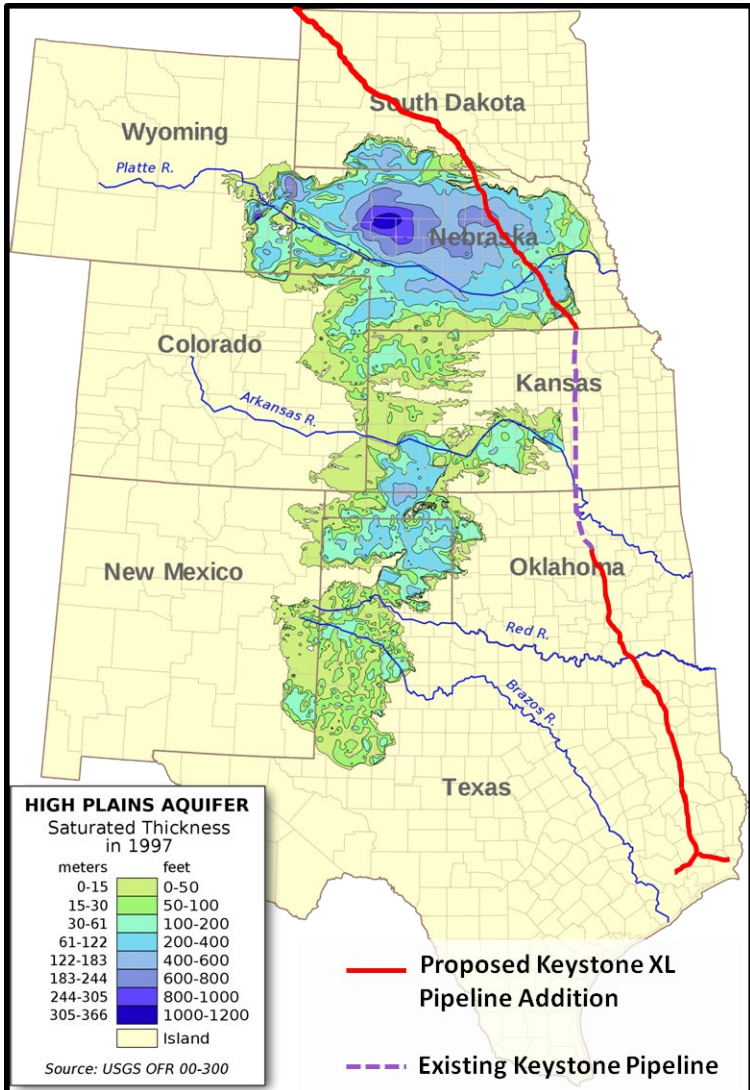 South Dakota
Wyoming
Platte R.
Nebraska
Colorado
Kansas
Arkansas R.
New Mexico
Oklahoma
Red R.
Brazos R.
Texas
HIGH PLAINS AQUIFER
Saturated Thickness
in 1997
meters feet
0-15 0-50
15-30 50-100
30-61 100-200
61-122 200-400
122-183 400-600
183-244 600-800
244-305 800-1000
305-366 1000-1200
Island
Source: USGS OFR 00-300
Proposed Keystone XL
Pipeline Addition
Existing Keystone Pipeline